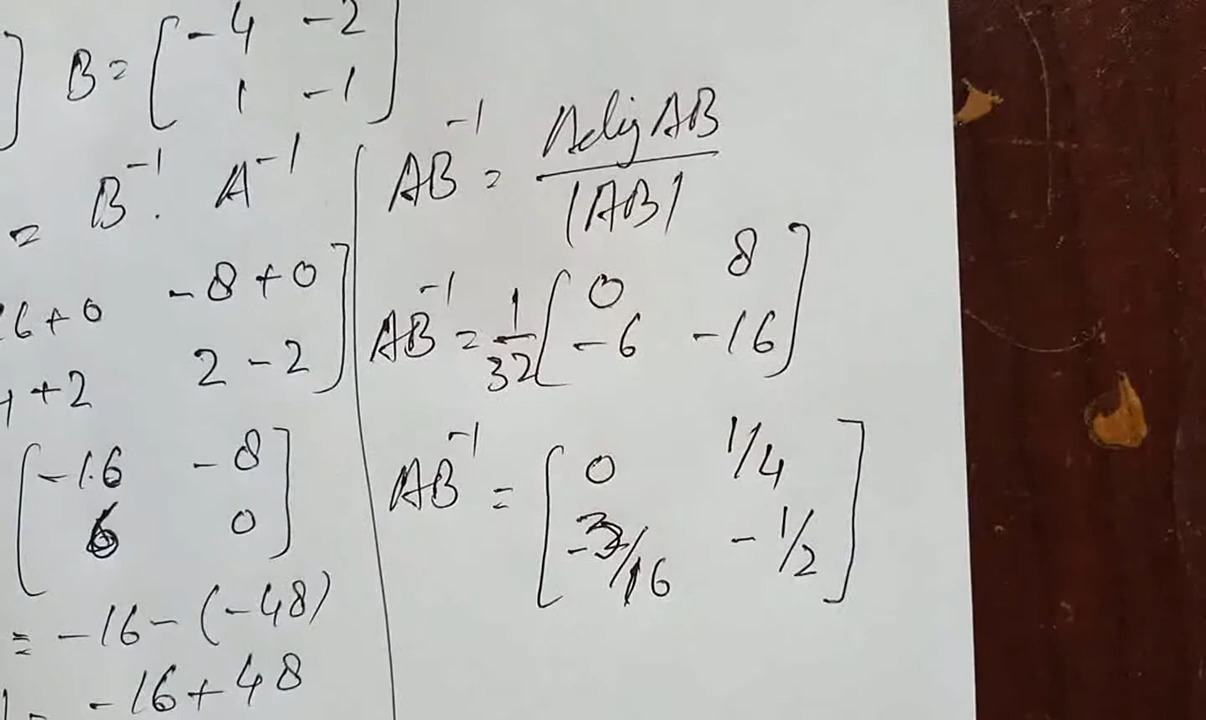 ] B = [ -4 -2
1 -1 ]
= B⁻¹ . A⁻¹
6+0 -8+0
+2 2-2 ]
[ -16 -8
6 0 ]
= -16-(-48)
-16+48
AB⁻¹ = Adij AB
|AB|
AB⁻¹ = 1/32 [ 0 8
-6 -16 ]
AB⁻¹ = [ 0 1/4
-3/16 -1/2 ]